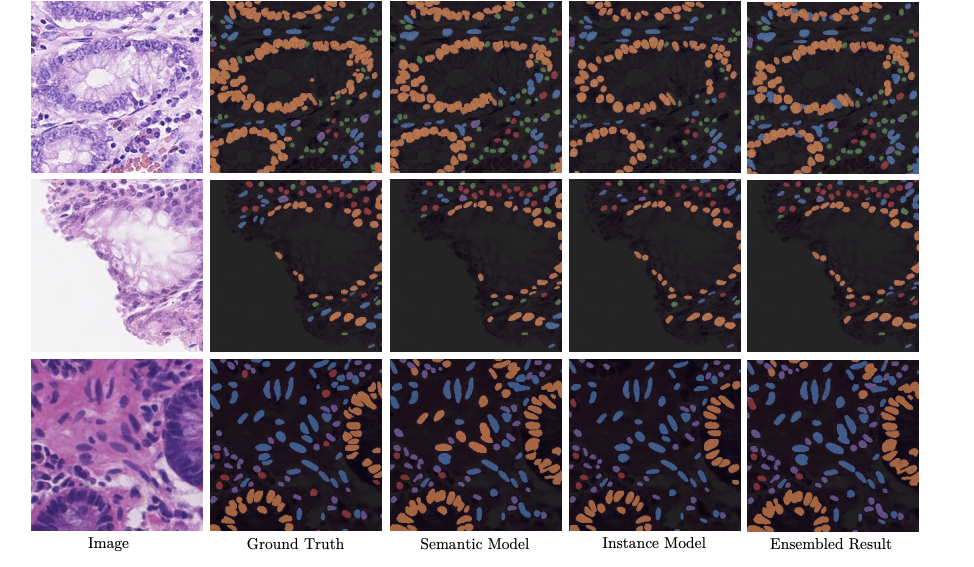 Image Ground Truth Semantic Model Instance Model Ensembled Result